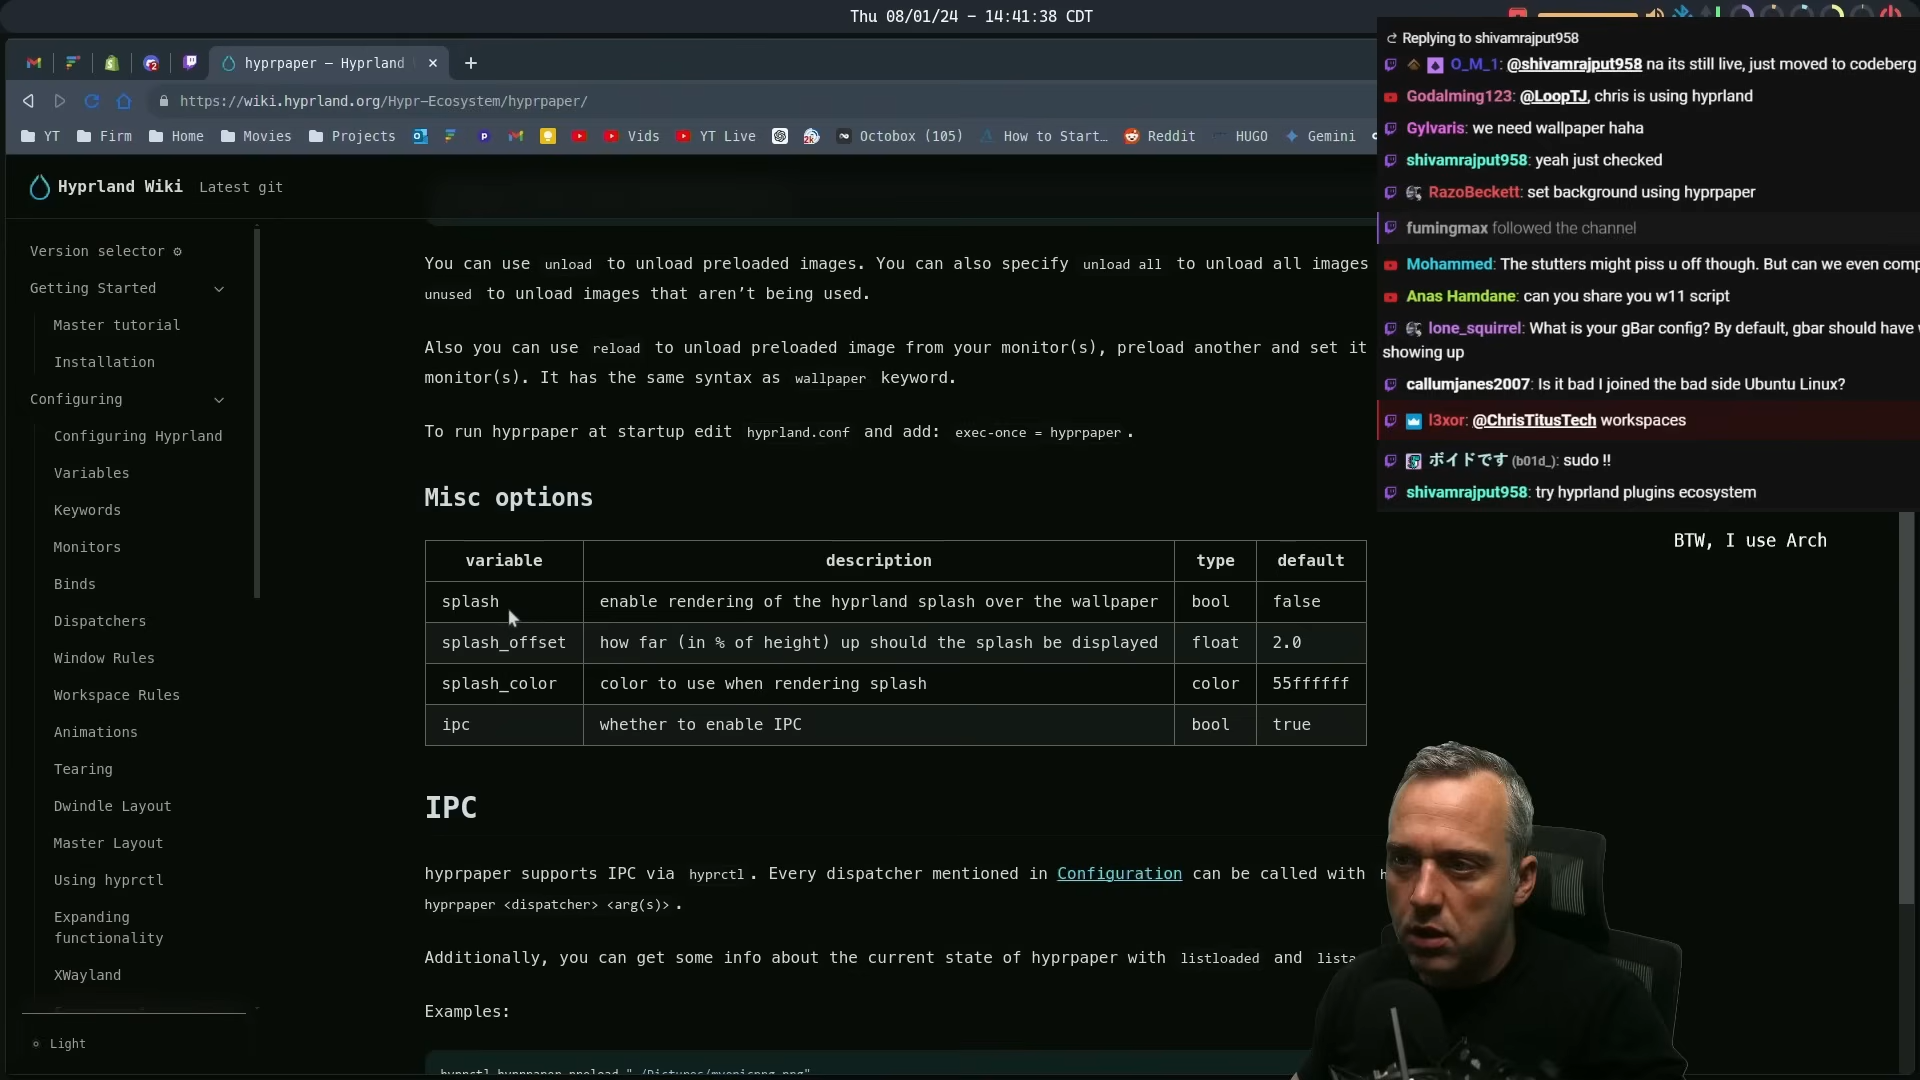 Thu 08/01/24 - 14:41:38 CDT
hyprpaper – Hyprland
https://wiki.hyprland.org/Hypr-Ecosystem/hyprpaper/
YT Firm Home Movies Projects Vids YT Live Octobox (105) How to Start… Reddit HUGO Gemini
Hyprland Wiki Latest git
Version selector
Getting Started
Master tutorial
Installation
Configuring
Configuring Hyprland
Variables
Keywords
Monitors
Binds
Dispatchers
Window Rules
Workspace Rules
Animations
Tearing
Dwindle Layout
Master Layout
Using hyprctl
Expanding
functionality
XWayland
Light
You can use unload to unload preloaded images. You can also specify unload all to unload all images
unused to unload images that aren’t being used.
Also you can use reload to unload preloaded image from your monitor(s), preload another and set it
monitor(s). It has the same syntax as wallpaper keyword.
To run hyprpaper at startup edit hyprland.conf and add: exec-once = hyprpaper.
Misc options
variable description type default
splash enable rendering of the hyprland splash over the wallpaper bool false
splash_offset how far (in % of height) up should the splash be displayed float 2.0
splash_color color to use when rendering splash color 55ffffff
ipc whether to enable IPC bool true
IPC
hyprpaper supports IPC via hyprctl. Every dispatcher mentioned in Configuration can be called with
hyprpaper <dispatcher> <arg(s)>.
Additionally, you can get some info about the current state of hyprpaper with listloaded and lista
Examples:
Replying to shivamrajput958
O_M_1: @shivamrajput958 na its still live, just moved to codeberg
Godalming123: @LoopTJ, chris is using hyprland
Gylvaris: we need wallpaper haha
shivamrajput958: yeah just checked
RazoBeckett: set background using hyprpaper
fumingmax followed the channel
Mohammed: The stutters might piss u off though. But can we even comp
Anas Hamdane: can you share you w11 script
lone_squirrel: What is your gBar config? By default, gbar should have
showing up
callumjanes2007: Is it bad I joined the bad side Ubuntu Linux?
l3xor: @ChrisTitusTech workspaces
ボイドです (b01d_): sudo !!
shivamrajput958: try hyprland plugins ecosystem
BTW, I use Arch